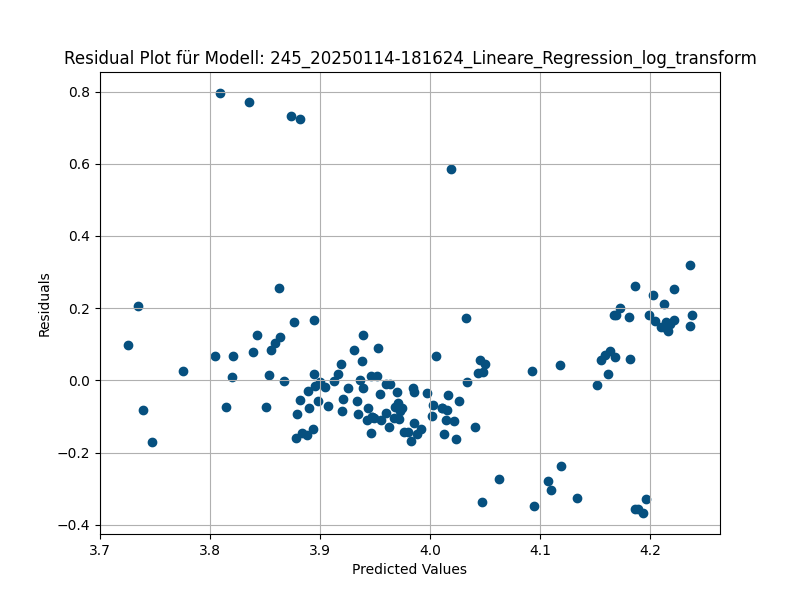 Residual Plot für Modell: 245_20250114-181624_Lineare_Regression_log_transform
0.8
0.6
0.4
0.2
0.0
−0.2
−0.4
Residuals
3.7 3.8 3.9 4.0 4.1 4.2
Predicted Values